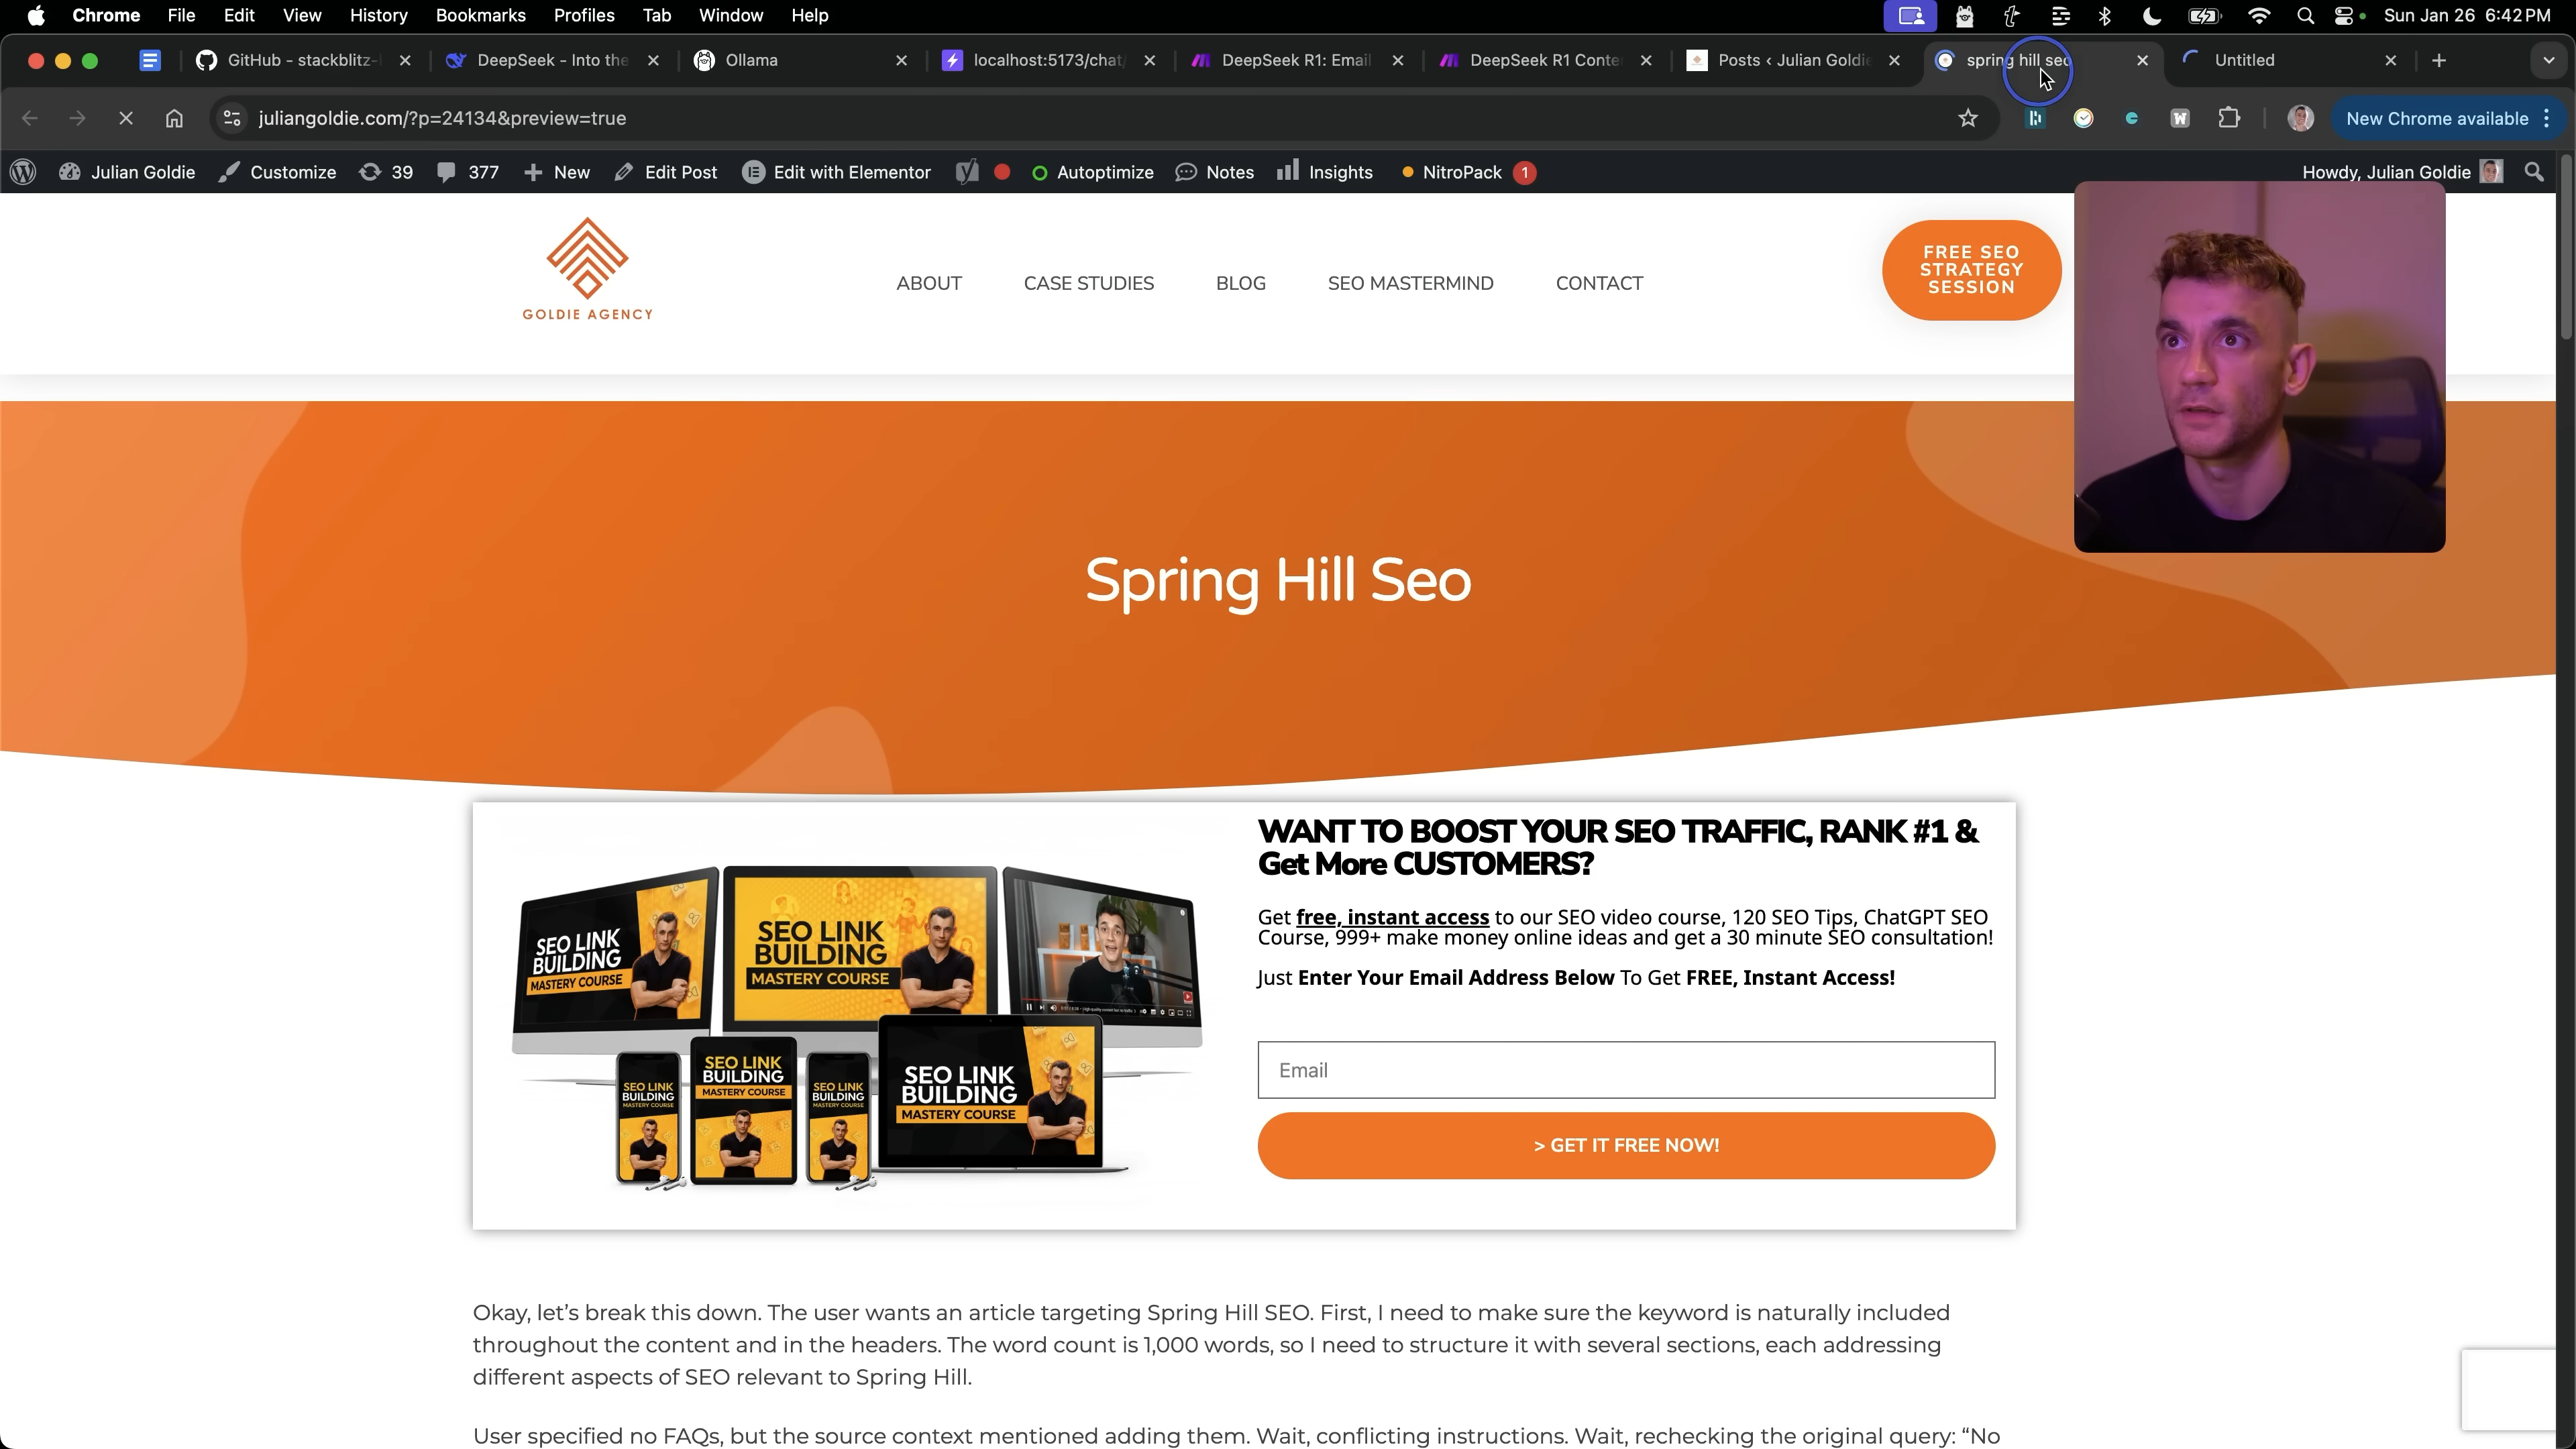 Chrome File Edit View History Bookmarks Profiles Tab Window Help Sun Jan 26 6:42 PM
GitHub - stackblitz- DeepSeek - Into the Ollama localhost:5173/chat/ DeepSeek R1: Email DeepSeek R1 Conte Posts ‹ Julian Goldie spring hill seo Untitled
juliangoldie.com/?p=24134&preview=true New Chrome available
Julian Goldie Customize 39 377 New Edit Post Edit with Elementor Autoptimize Notes Insights NitroPack 1 Howdy, Julian Goldie
GOLDIE AGENCY
ABOUT CASE STUDIES BLOG SEO MASTERMIND CONTACT
FREE SEO
STRATEGY
SESSION
Spring Hill Seo
SEO LINK
BUILDING
MASTERY COURSE
SEO LINK
BUILDING
MASTERY COURSE
SEO LINK
BUILDING
MASTERY COURSE
SEO LINK
BUILDING
MASTERY COURSE
SEO LINK
BUILDING
MASTERY COURSE
SEO LINK
BUILDING
MASTERY COURSE
WANT TO BOOST YOUR SEO TRAFFIC, RANK #1 &
Get More CUSTOMERS?
Get free, instant access to our SEO video course, 120 SEO Tips, ChatGPT SEO
Course, 999+ make money online ideas and get a 30 minute SEO consultation!
Just Enter Your Email Address Below To Get FREE, Instant Access!
Email
> GET IT FREE NOW!
Okay, let's break this down. The user wants an article targeting Spring Hill SEO. First, I need to make sure the keyword is naturally included
throughout the content and in the headers. The word count is 1,000 words, so I need to structure it with several sections, each addressing
different aspects of SEO relevant to Spring Hill.
User specified no FAQs, but the source context mentioned adding them. Wait, conflicting instructions. Wait, rechecking the original query: “No